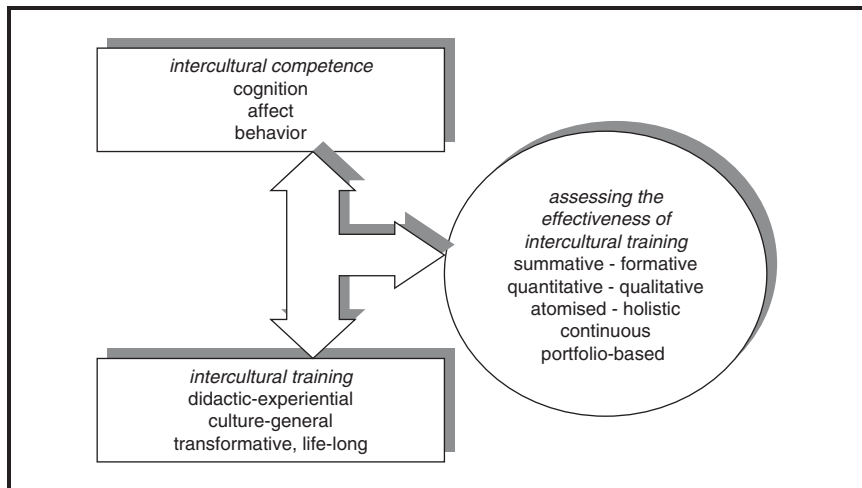 intercultural competence
cognition
affect
behavior
assessing the
effectiveness of
intercultural training
summative - formative
quantitative - qualitative
atomised - holistic
continuous
portfolio-based
intercultural training
didactic-experiential
culture-general
transformative, life-long